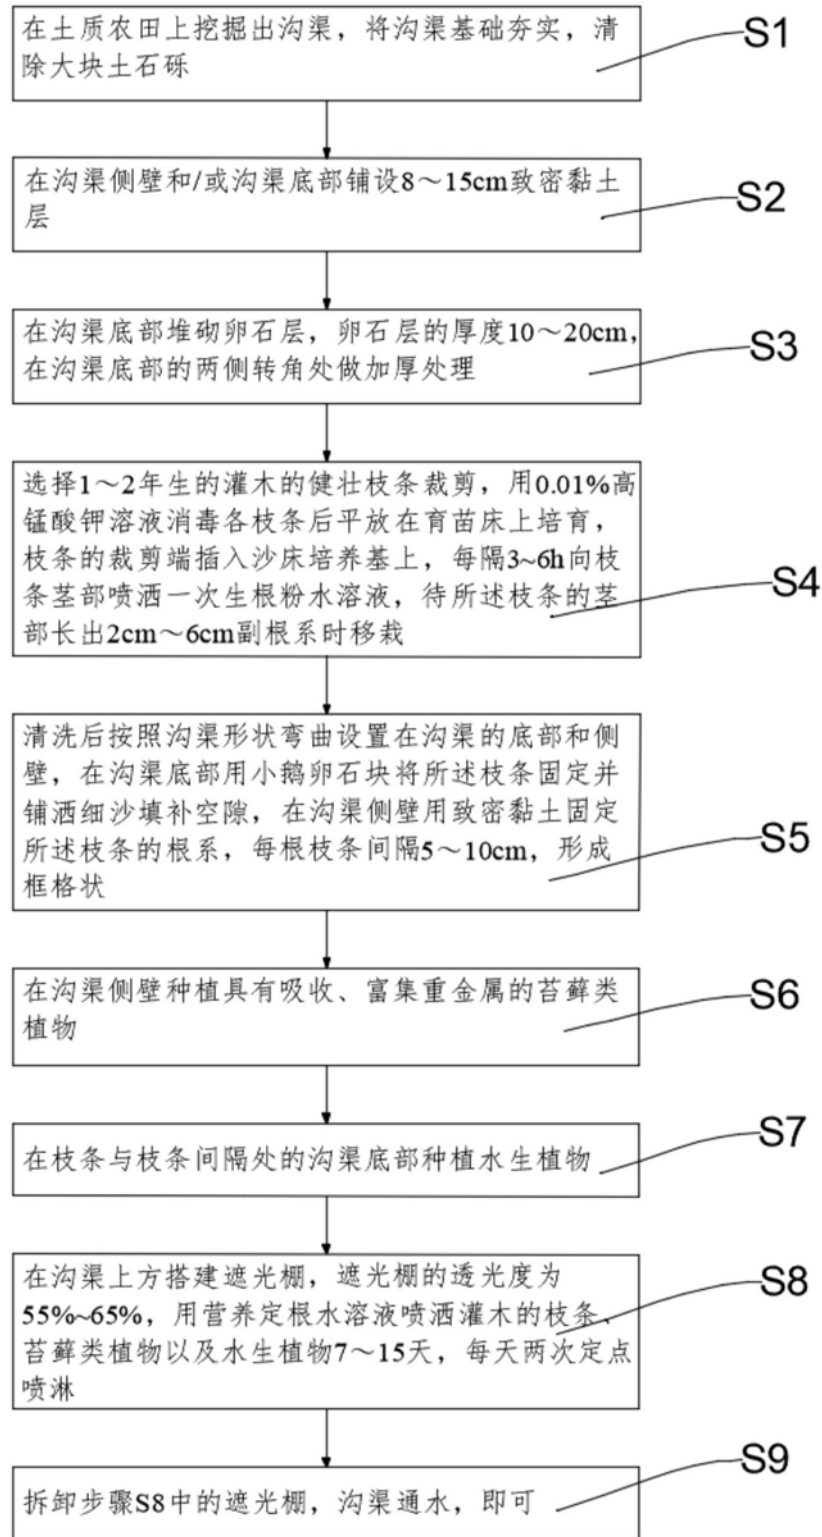 在土质农田上挖掘出沟渠，将沟渠基础夯实，清
除大块土石砾
S1
在沟渠侧壁和/或沟渠底部铺设8～15cm致密黏土
层
S2
在沟渠底部堆砌卵石层，卵石层的厚度10～20cm，
在沟渠底部的两侧转角处做加厚处理
S3
选择1～2年生的灌木的健壮枝条裁剪，用0.01%高
锰酸钾溶液消毒各枝条后平放在育苗床上培育，
枝条的裁剪端插入沙床培养基上，每隔3~6h向枝
条茎部喷洒一次生根粉水溶液，待所述枝条的茎
部长出2cm～6cm副根系时移栽
S4
清洗后按照沟渠形状弯曲设置在沟渠的底部和侧
壁，在沟渠底部用小鹅卵石块将所述枝条固定并
铺洒细沙填补空隙，在沟渠侧壁用致密黏土固定
所述枝条的根系，每根枝条间隔5～10cm，形成
框格状
S5
在沟渠侧壁种植具有吸收、富集重金属的苔藓类
植物
S6
在枝条与枝条间隔处的沟渠底部种植水生植物
S7
在沟渠上方搭建遮光棚，遮光棚的透光度为
55%~65%，用营养定根水溶液喷洒灌木的枝条、
苔藓类植物以及水生植物7～15天，每天两次定点
喷淋
S8
拆卸步骤S8中的遮光棚，沟渠通水，即可
S9